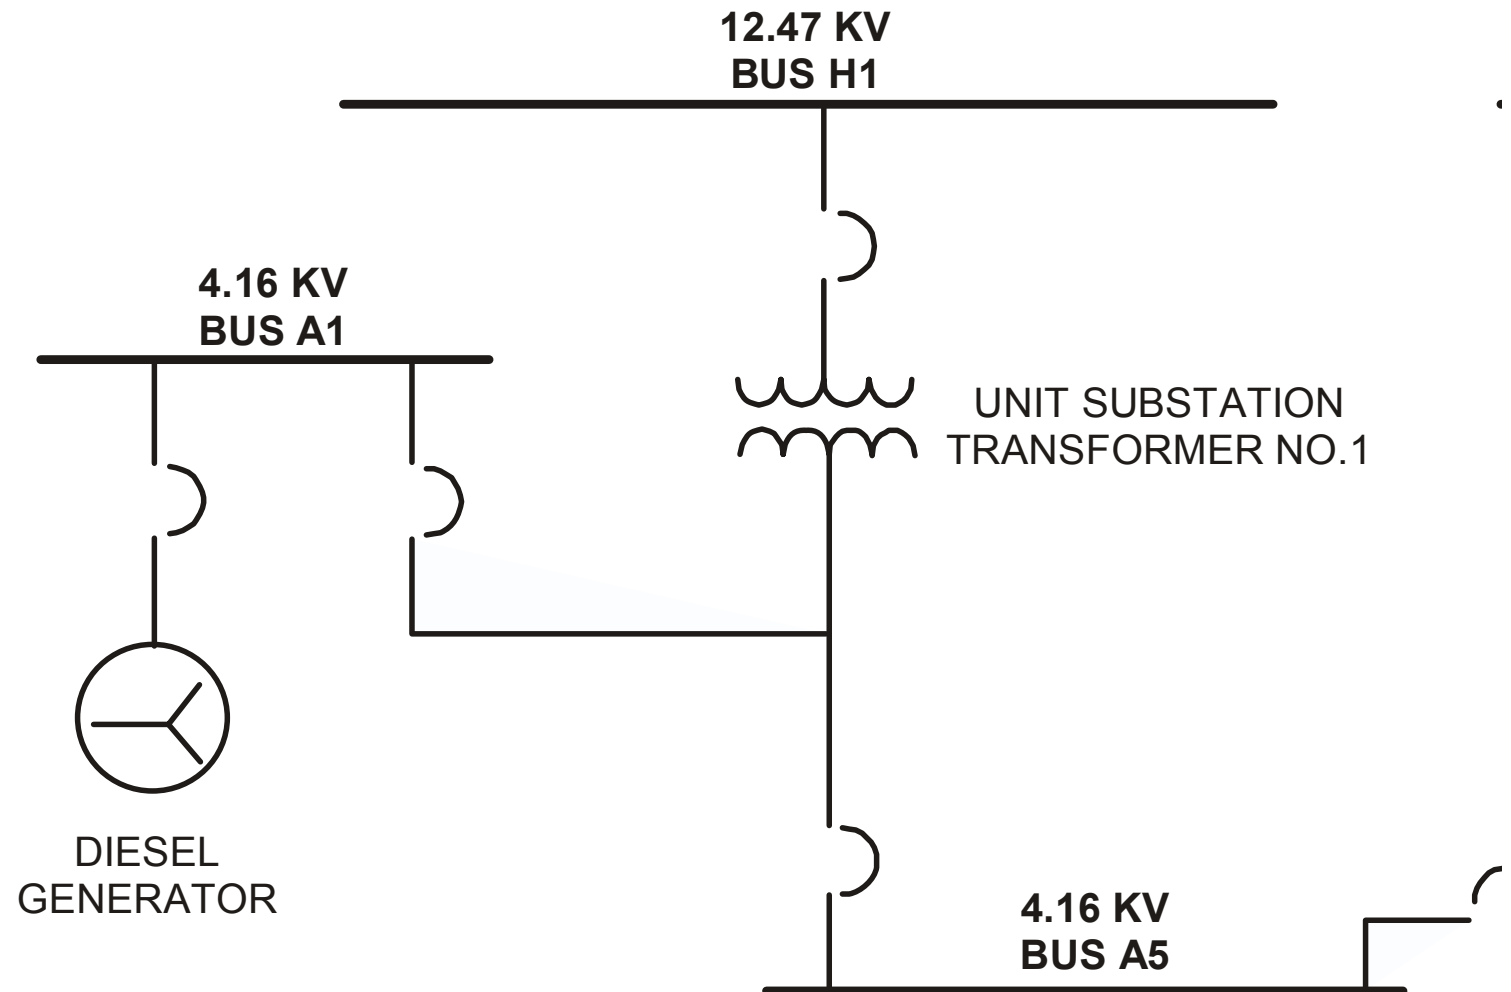 12.47 KV
BUS H1
4.16 KV
BUS A1
UNIT SUBSTATION
TRANSFORMER NO.1
DIESEL
GENERATOR
4.16 KV
BUS A5